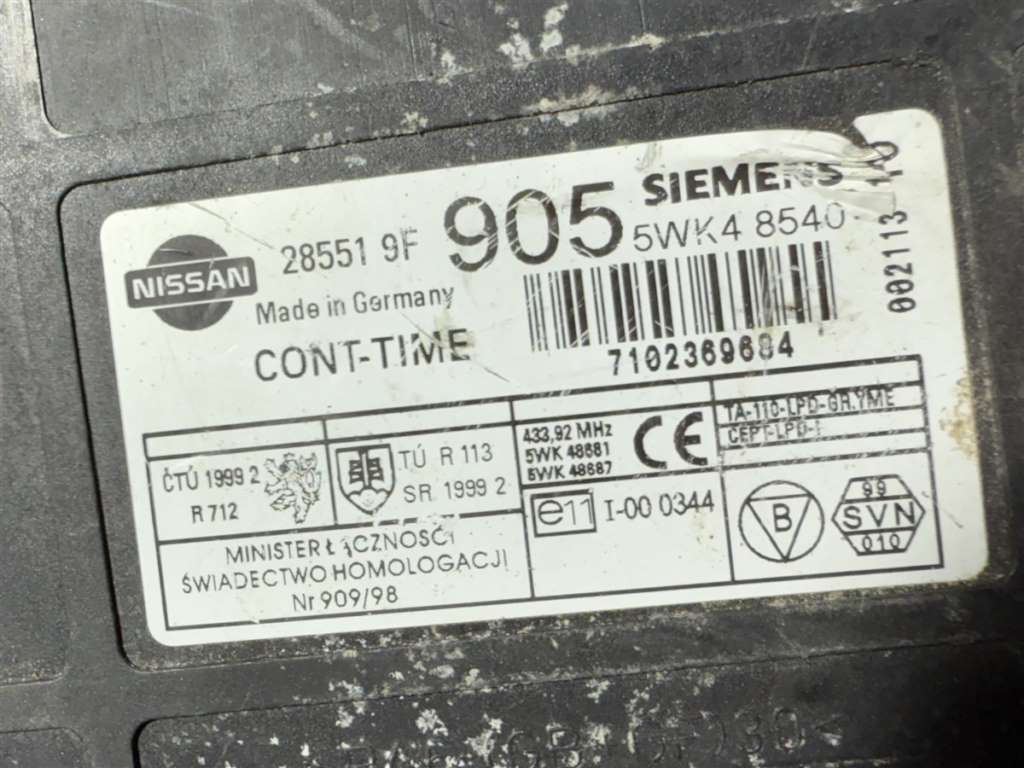 NISSAN
28551 9F 905
Made in Germany
CONT-TIME
SIEMENS
5WK4 8540
7102369684
002113
ČTÚ 1999 2
R 712
TÚ R 113
SR 1999 2
433,92 MHz
5WK 48681
5WK 48687
CE
TA-110-LPD-GR.YME
CEPT-LPD-I
MINISTER ŁĄCZNOŚCI
ŚWIADECTWO HOMOLOGACJI
Nr 909/98
e11 I-00 0344
B
99
SVN
010